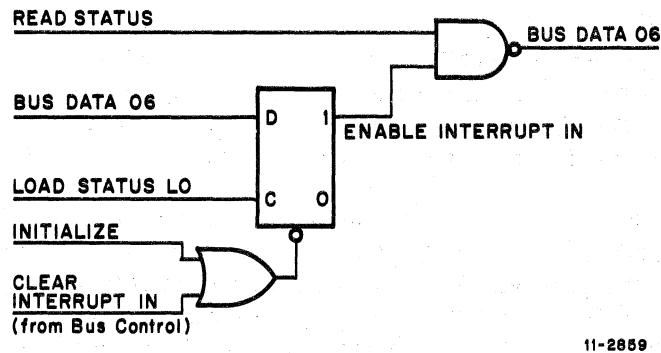 READ STATUS
BUS DATA 06
BUS DATA 06
D 1
ENABLE INTERRUPT IN
LOAD STATUS LO
C 0
INITIALIZE
CLEAR
INTERRUPT IN
(from Bus Control)
11-2859